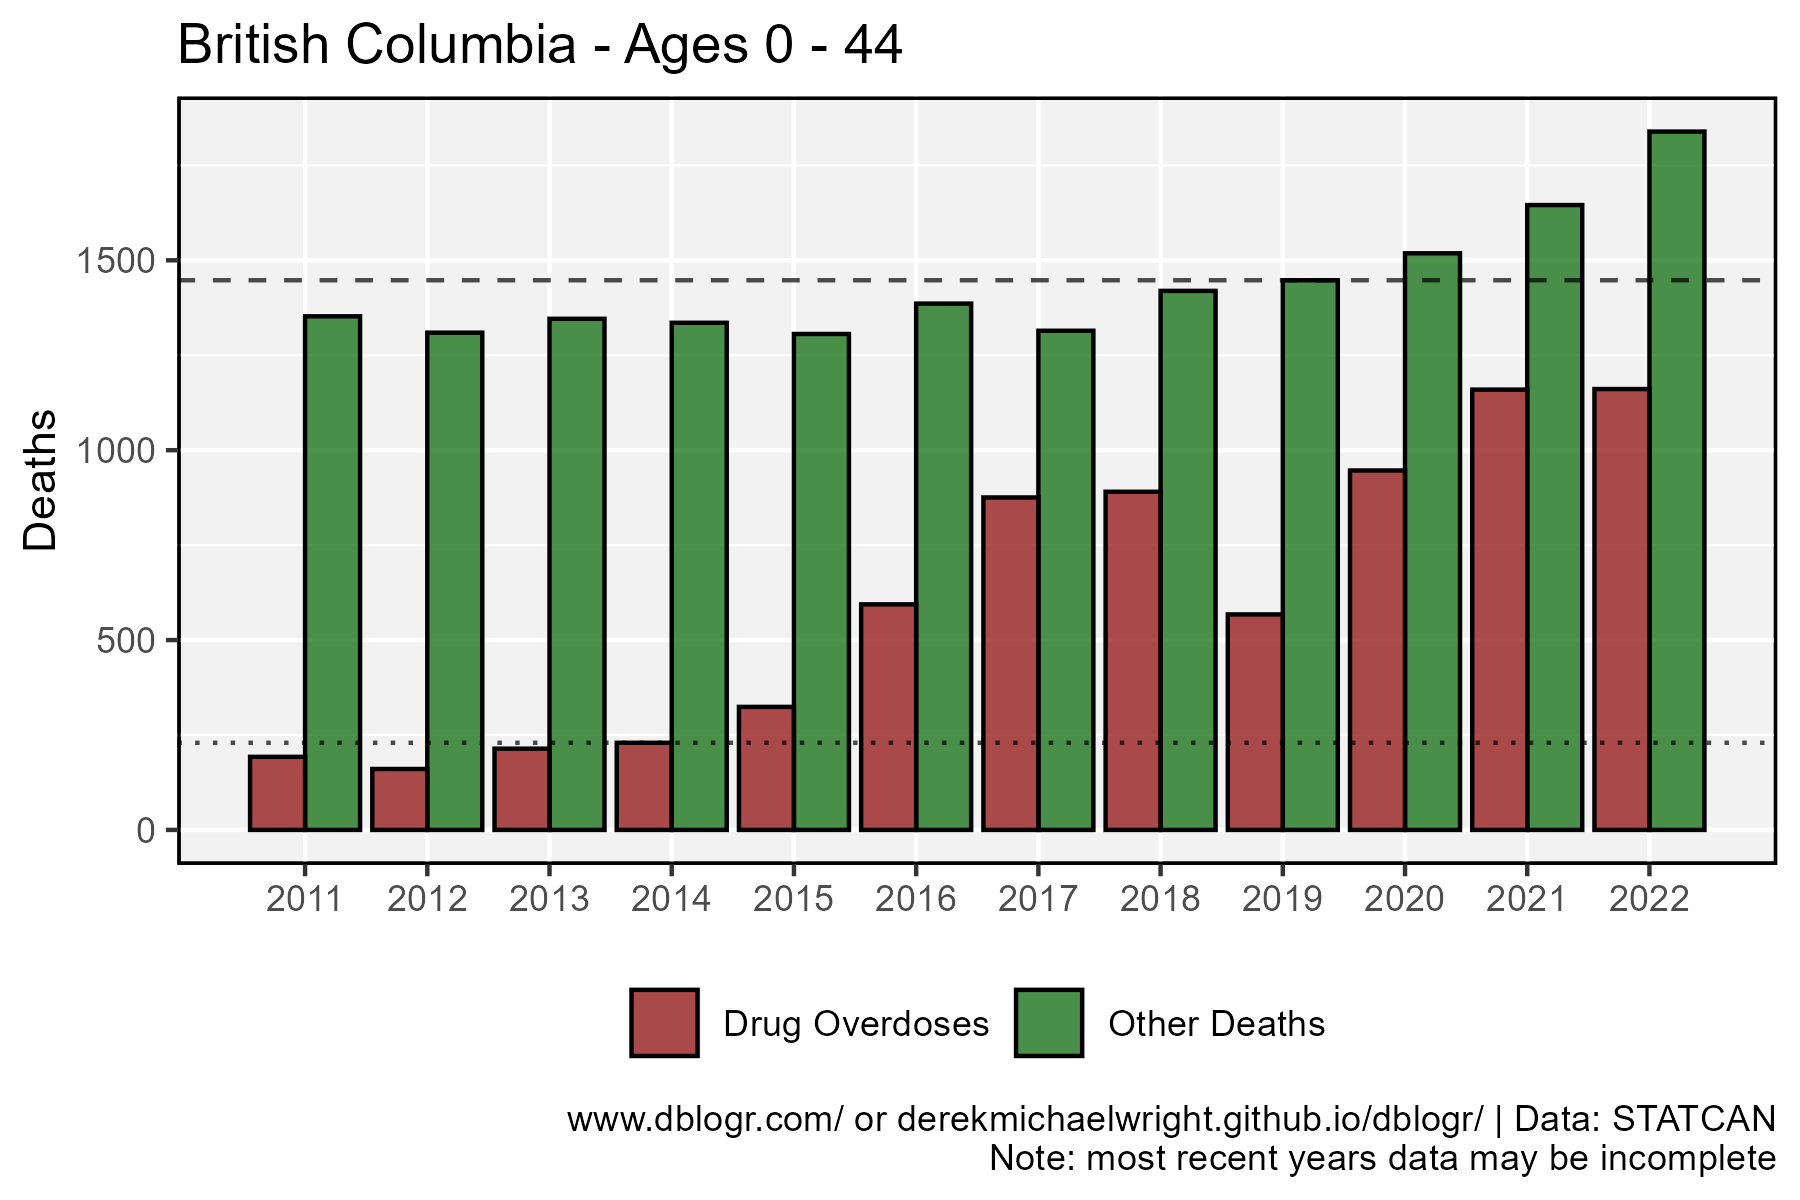 British Columbia - Ages 0 - 44
Deaths
1500
1000
500
0
2011 2012 2013 2014 2015 2016 2017 2018 2019 2020 2021 2022
Drug Overdoses Other Deaths
www.dblogr.com/ or derekmichaelwright.github.io/dblogr/ | Data: STATCAN
Note: most recent years data may be incomplete